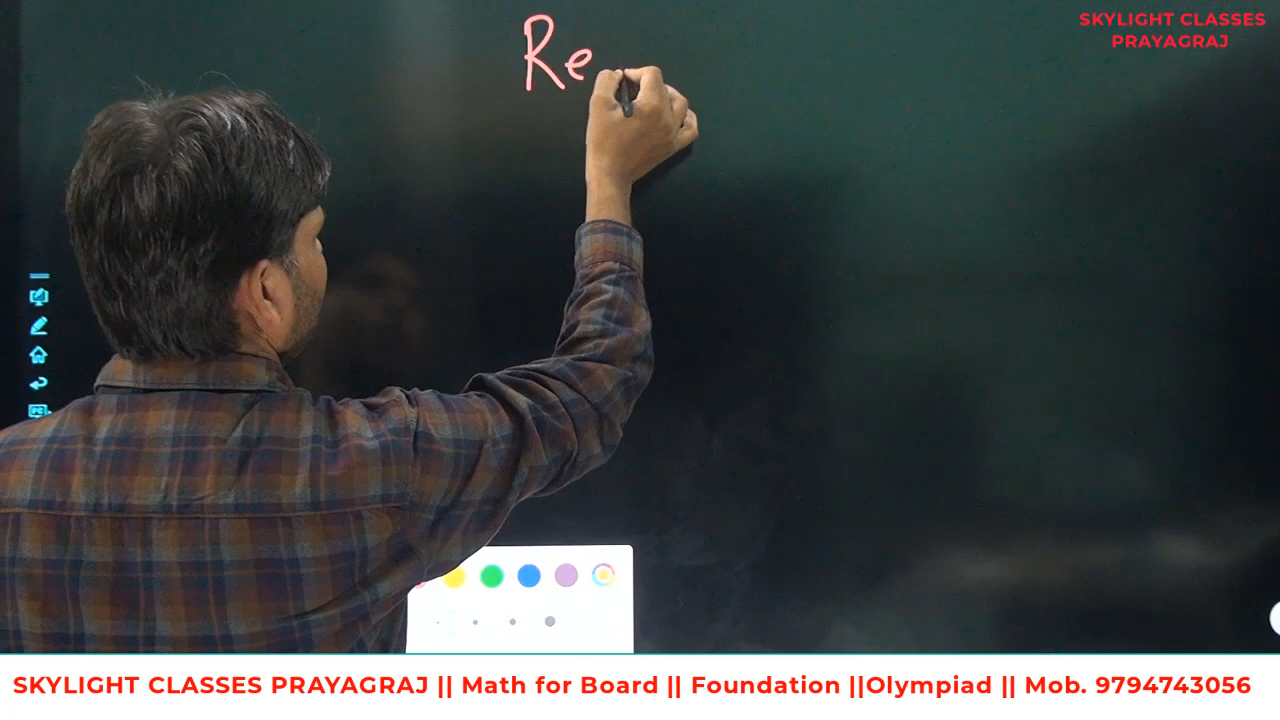 SKYLIGHT CLASSES
PRAYAGRAJ
Re
SKYLIGHT CLASSES PRAYAGRAJ || Math for Board || Foundation ||Olympiad || Mob. 9794743056